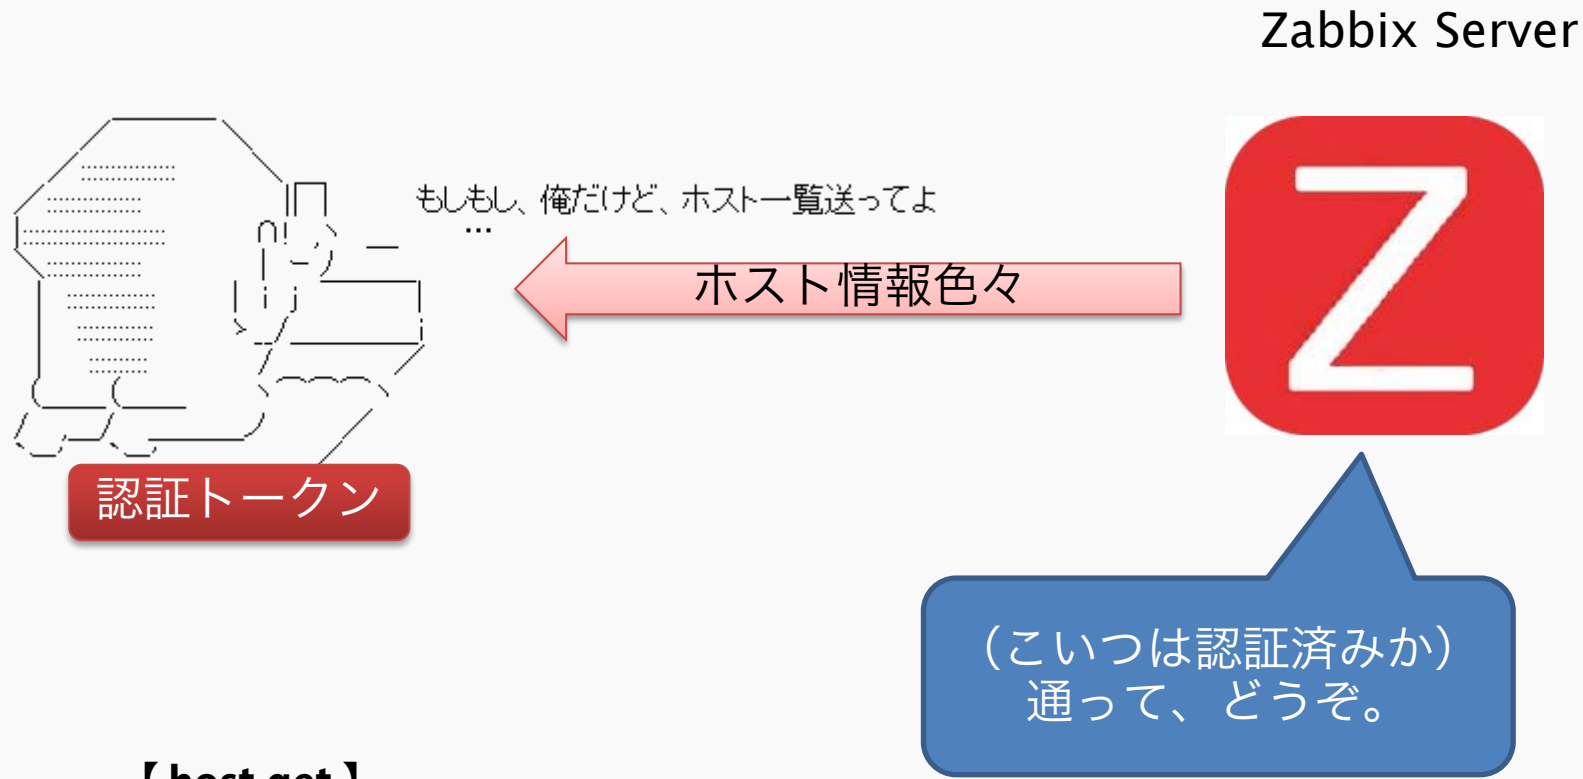 Zabbix Server
もしもし、俺だけど、ホスト一覧送ってよ
…
ホスト情報色々
Z
認証トークン
（こいつは認証済みか）
通って、どうぞ。
【 host.get 】